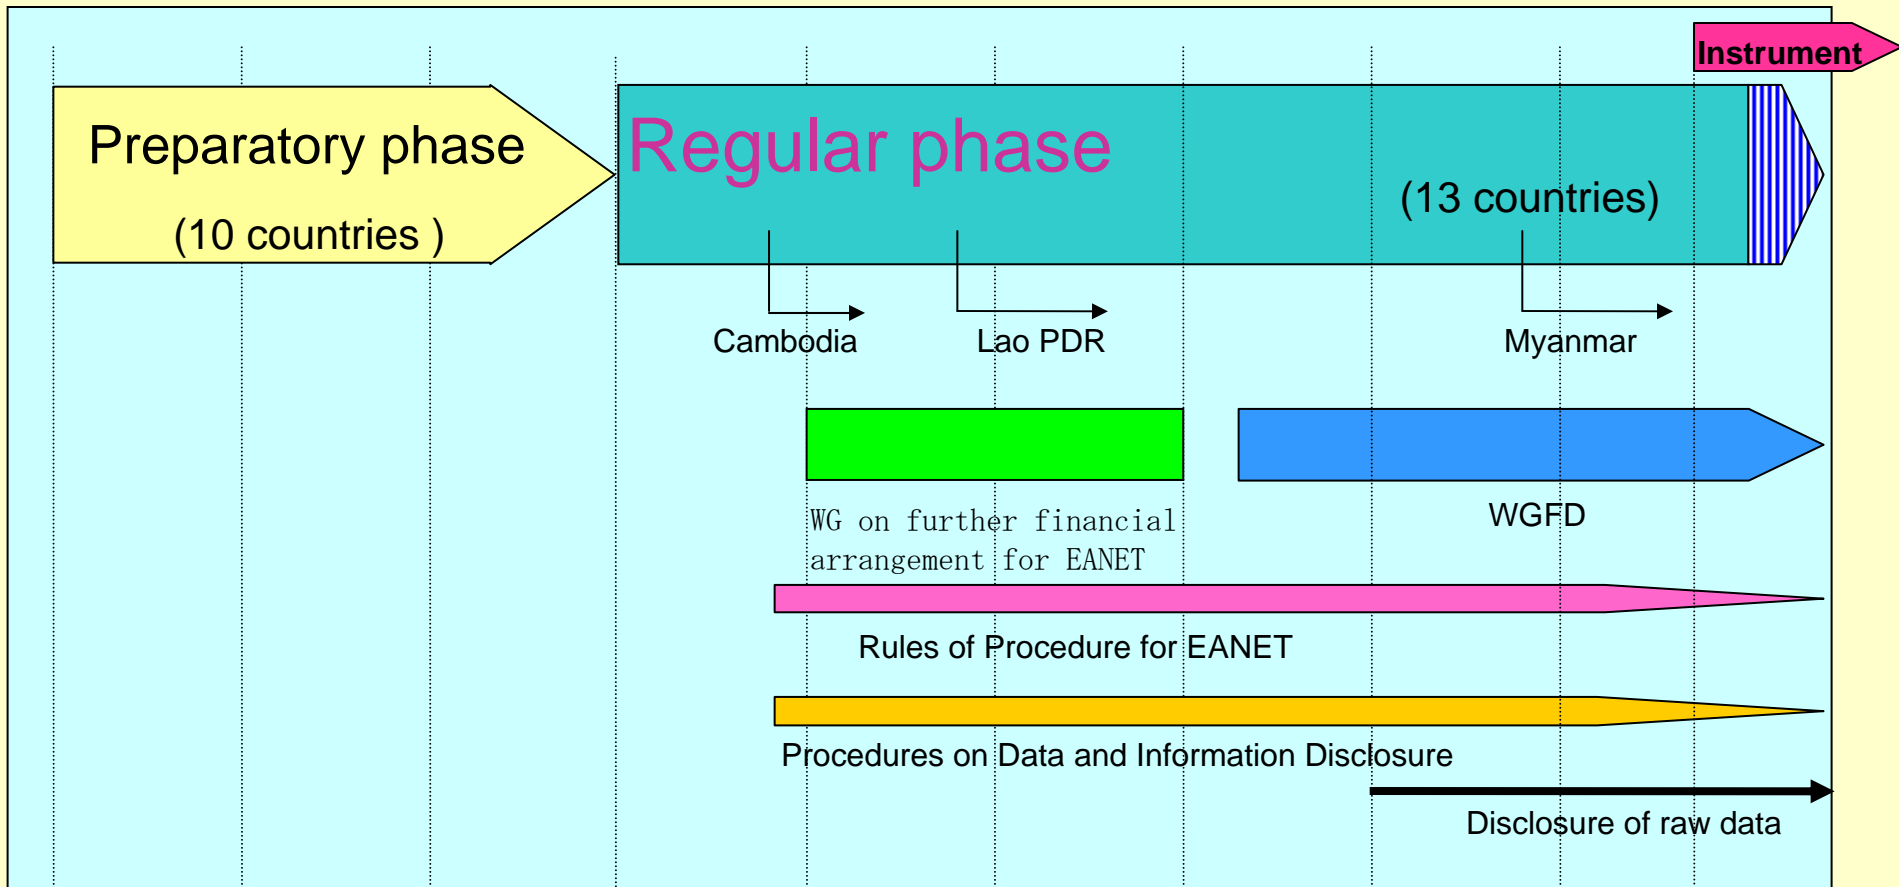 Instrument
Preparatory phase
(10 countries )
Regular phase
(13 countries)
Cambodia
Lao PDR
Myanmar
WG on further financial
arrangement for EANET
WGFD
Rules of Procedure for EANET
Procedures on Data and Information Disclosure
Disclosure of raw data